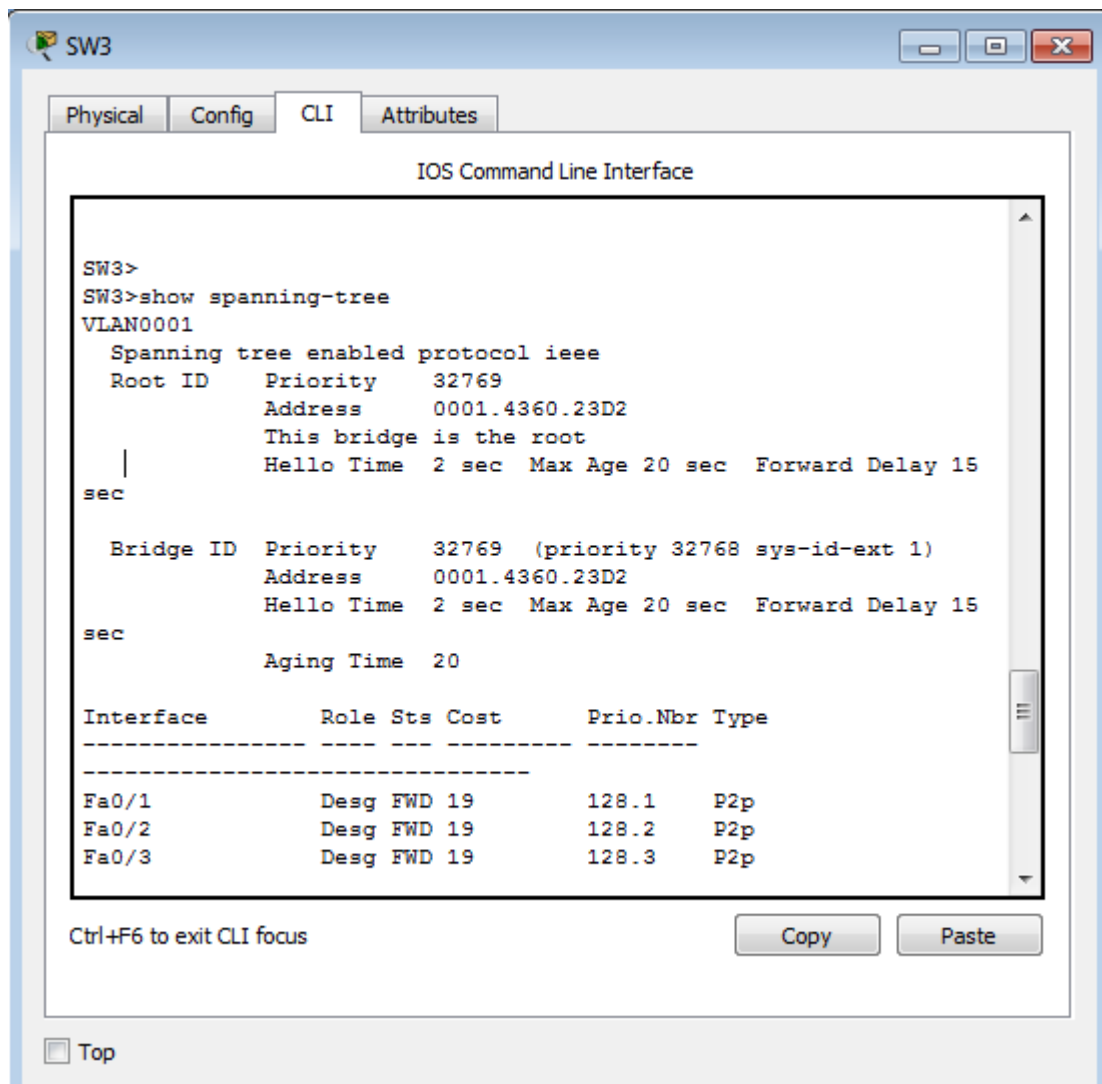 SW3
Physical Config CLI Attributes
IOS Command Line Interface
SW3>
SW3>show spanning-tree
VLAN0001
  Spanning tree enabled protocol ieee
  Root ID    Priority    32769
             Address     0001.4360.23D2
             This bridge is the root
             Hello Time  2 sec  Max Age 20 sec  Forward Delay 15
sec
  Bridge ID  Priority    32769  (priority 32768 sys-id-ext 1)
             Address     0001.4360.23D2
             Hello Time  2 sec  Max Age 20 sec  Forward Delay 15
sec
             Aging Time  20
Interface        Role Sts Cost      Prio.Nbr Type
---------------- ---- --- --------- --------
--------------------------------
Fa0/1            Desg FWD 19        128.1    P2p
Fa0/2            Desg FWD 19        128.2    P2p
Fa0/3            Desg FWD 19        128.3    P2p
Ctrl+F6 to exit CLI focus Copy Paste
Top